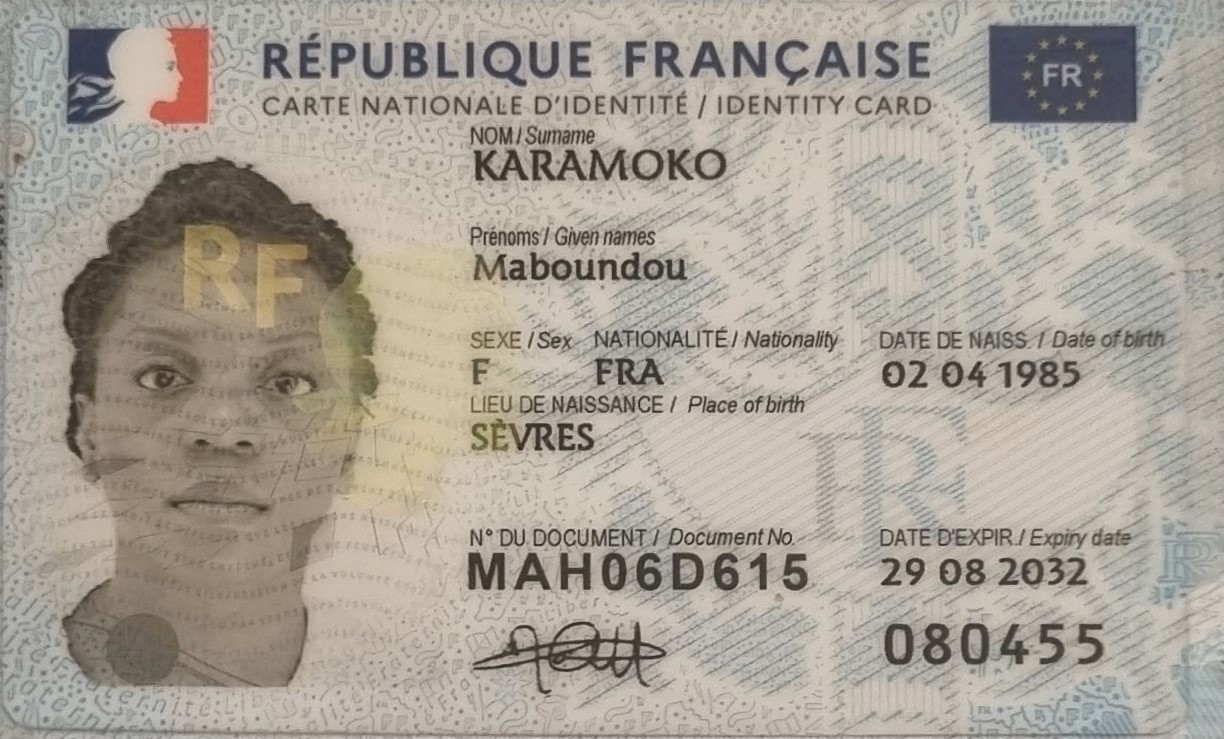 RÉPUBLIQUE FRANÇAISE
FR
CARTE NATIONALE D'IDENTITÉ / IDENTITY CARD
NOM / Surname
KARAMOKO
Prénoms / Given names
Maboundou
RF
SEXE / Sex NATIONALITÉ / Nationality DATE DE NAISS. / Date of birth
F FRA 02 04 1985
LIEU DE NAISSANCE / Place of birth
SÈVRES
N° DU DOCUMENT / Document No. DATE D'EXPIR. / Expiry date
MAH06D615 29 08 2032
080455